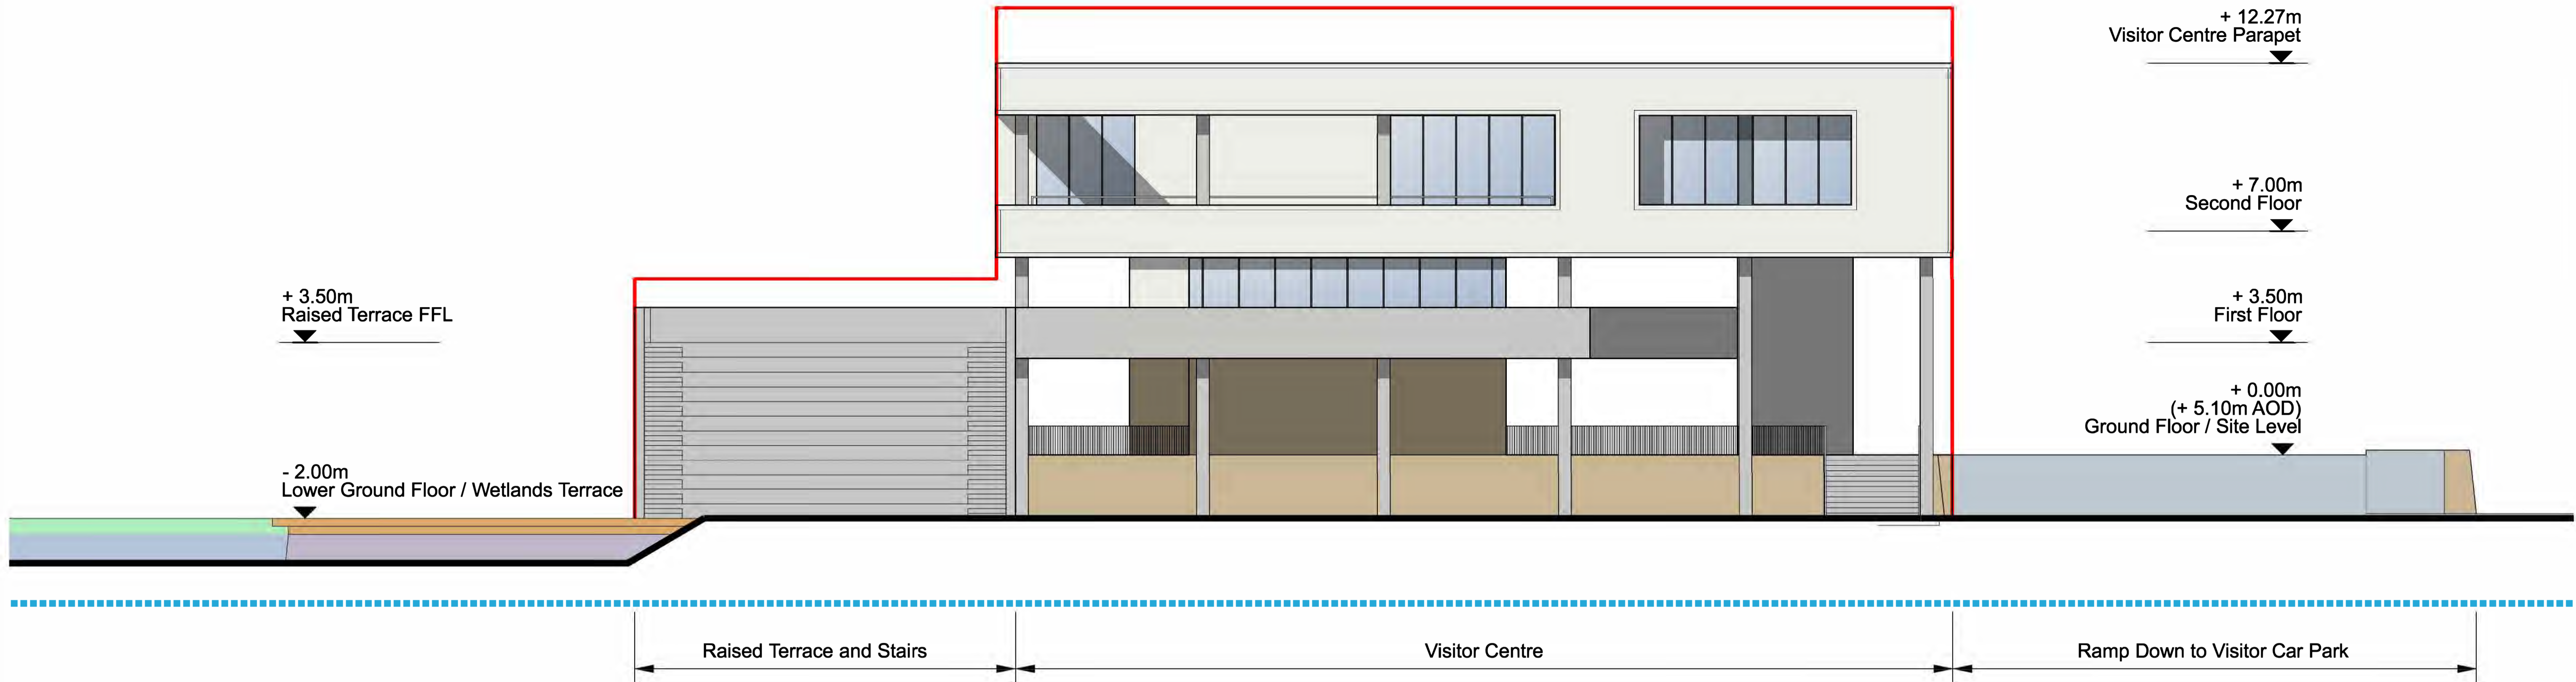 + 12.27m
Visitor Centre Parapet
+ 7.00m
Second Floor
+ 3.50m
Raised Terrace FFL
+ 3.50m
First Floor
+ 0.00m
(+ 5.10m AOD)
Ground Floor / Site Level
- 2.00m
Lower Ground Floor / Wetlands Terrace
Raised Terrace and Stairs
Visitor Centre
Ramp Down to Visitor Car Park